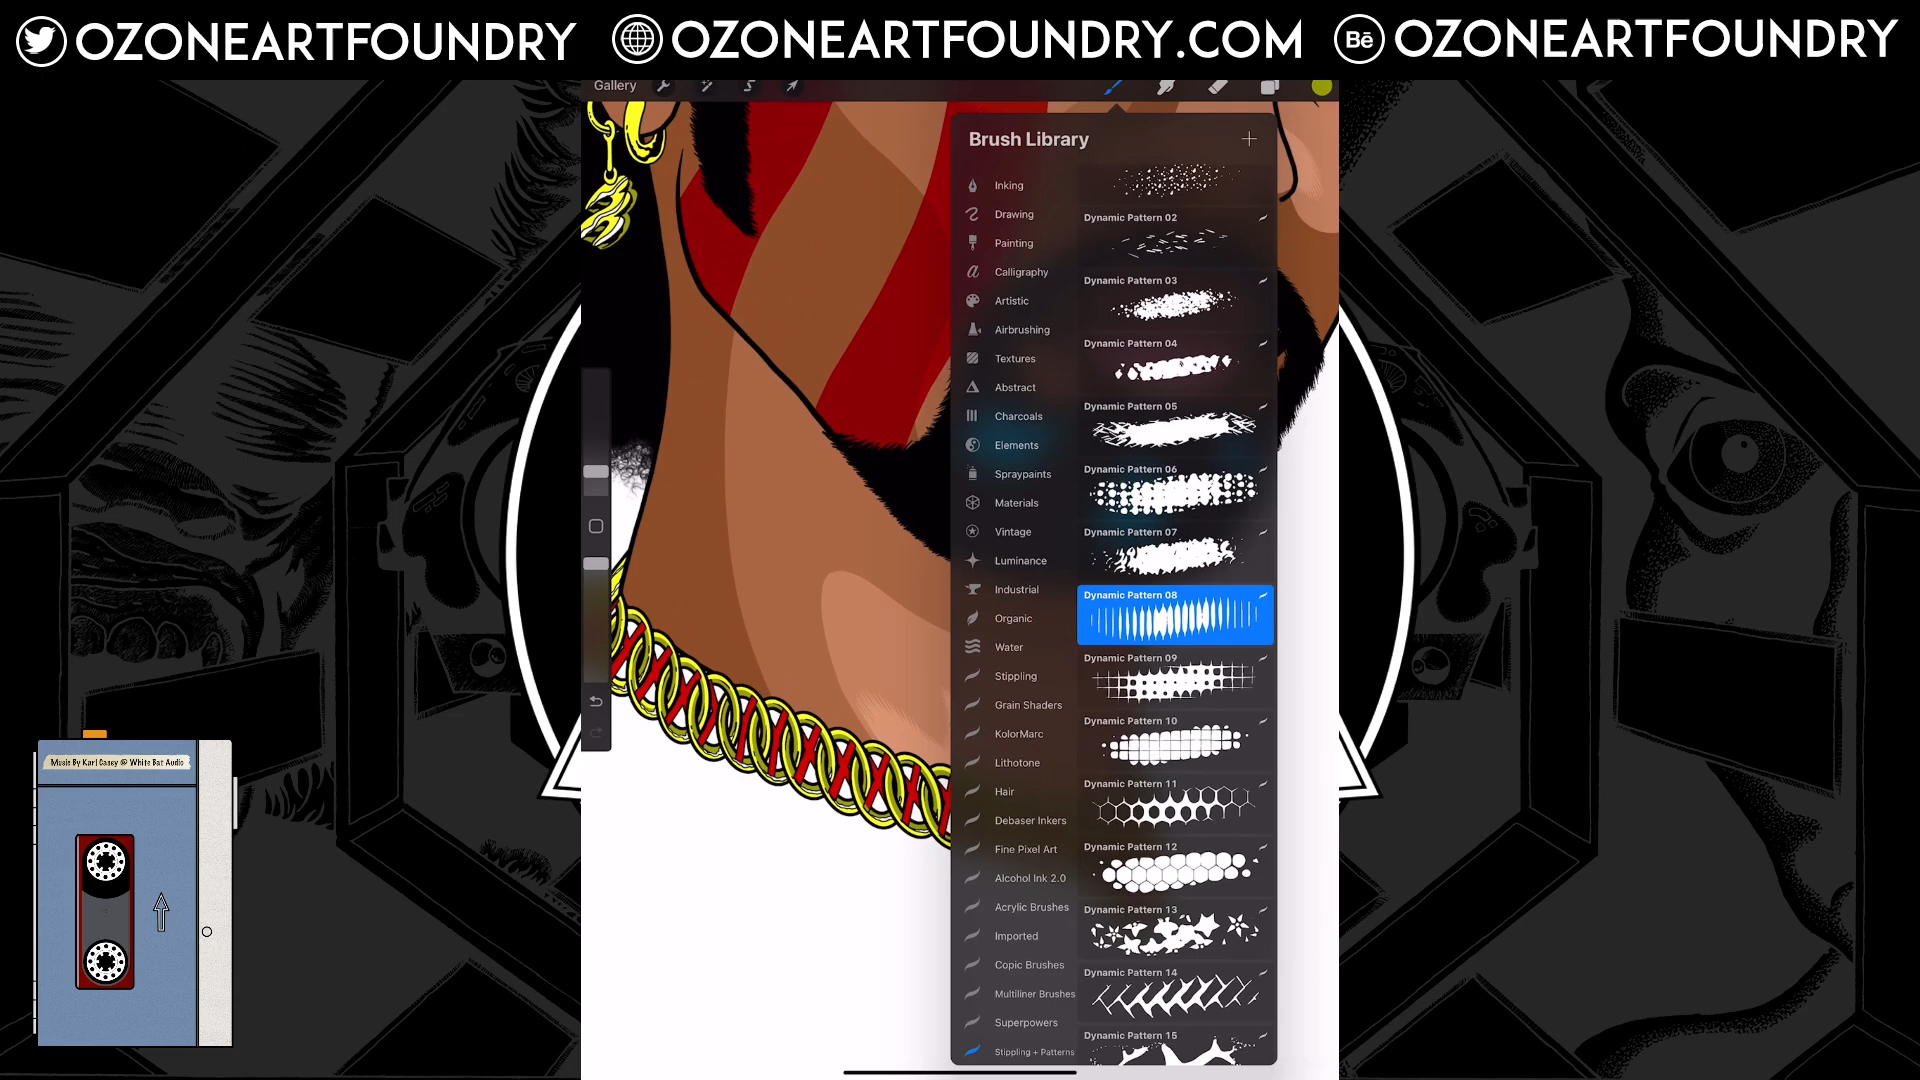 OZONEARTFOUNDRY
OZONEARTFOUNDRY.COM
Bē OZONEARTFOUNDRY
Gallery
Brush Library
Inking
Drawing
Painting
Calligraphy
Artistic
Airbrushing
Textures
Abstract
Charcoals
Elements
Spraypaints
Materials
Vintage
Luminance
Industrial
Organic
Water
Stippling
Grain Shaders
KolorMarc
Lithotone
Hair
Debaser Inkers
Fine Pixel Art
Alcohol Ink 2.0
Acrylic Brushes
Imported
Copic Brushes
Multiliner Brushes
Superpowers
Stippling + Patterns
Dynamic Pattern 02
Dynamic Pattern 03
Dynamic Pattern 04
Dynamic Pattern 05
Dynamic Pattern 06
Dynamic Pattern 07
Dynamic Pattern 08
Dynamic Pattern 09
Dynamic Pattern 10
Dynamic Pattern 11
Dynamic Pattern 12
Dynamic Pattern 13
Dynamic Pattern 14
Dynamic Pattern 15
Music By Karl Casey @ White Bat Audio